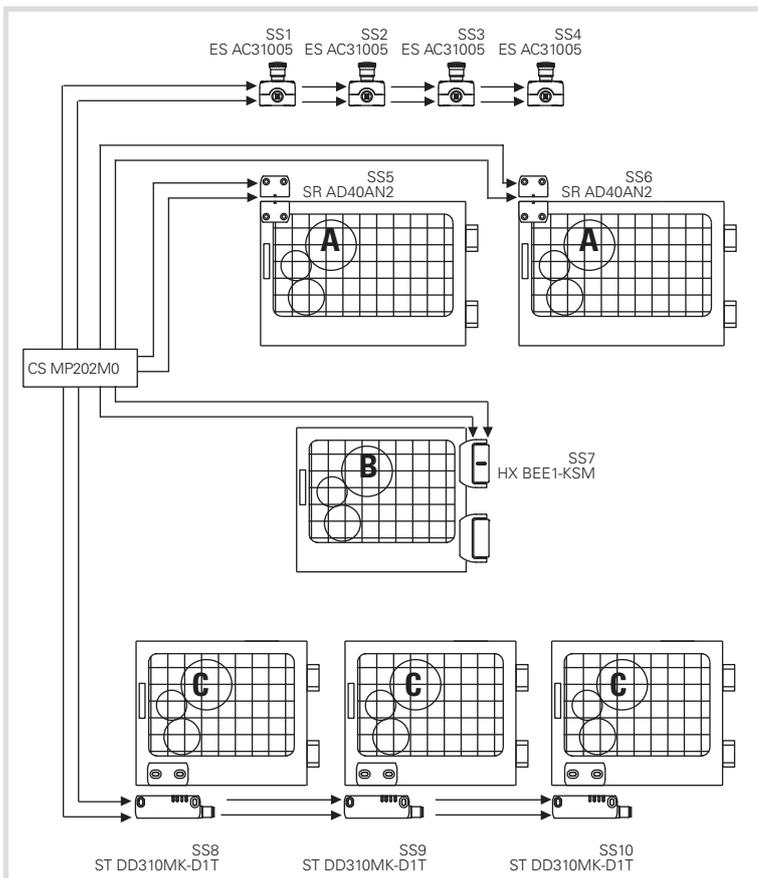 SS1 SS2 SS3 SS4
ES AC31005 ES AC31005 ES AC31005 ES AC31005
SS5 SS6
SR AD40AN2 SR AD40AN2
A A
CS MP202M0
B
SS7
HX BEE1-KSM
C C C
SS8 SS9 SS10
ST DD310MK-D1T ST DD310MK-D1T ST DD310MK-D1T